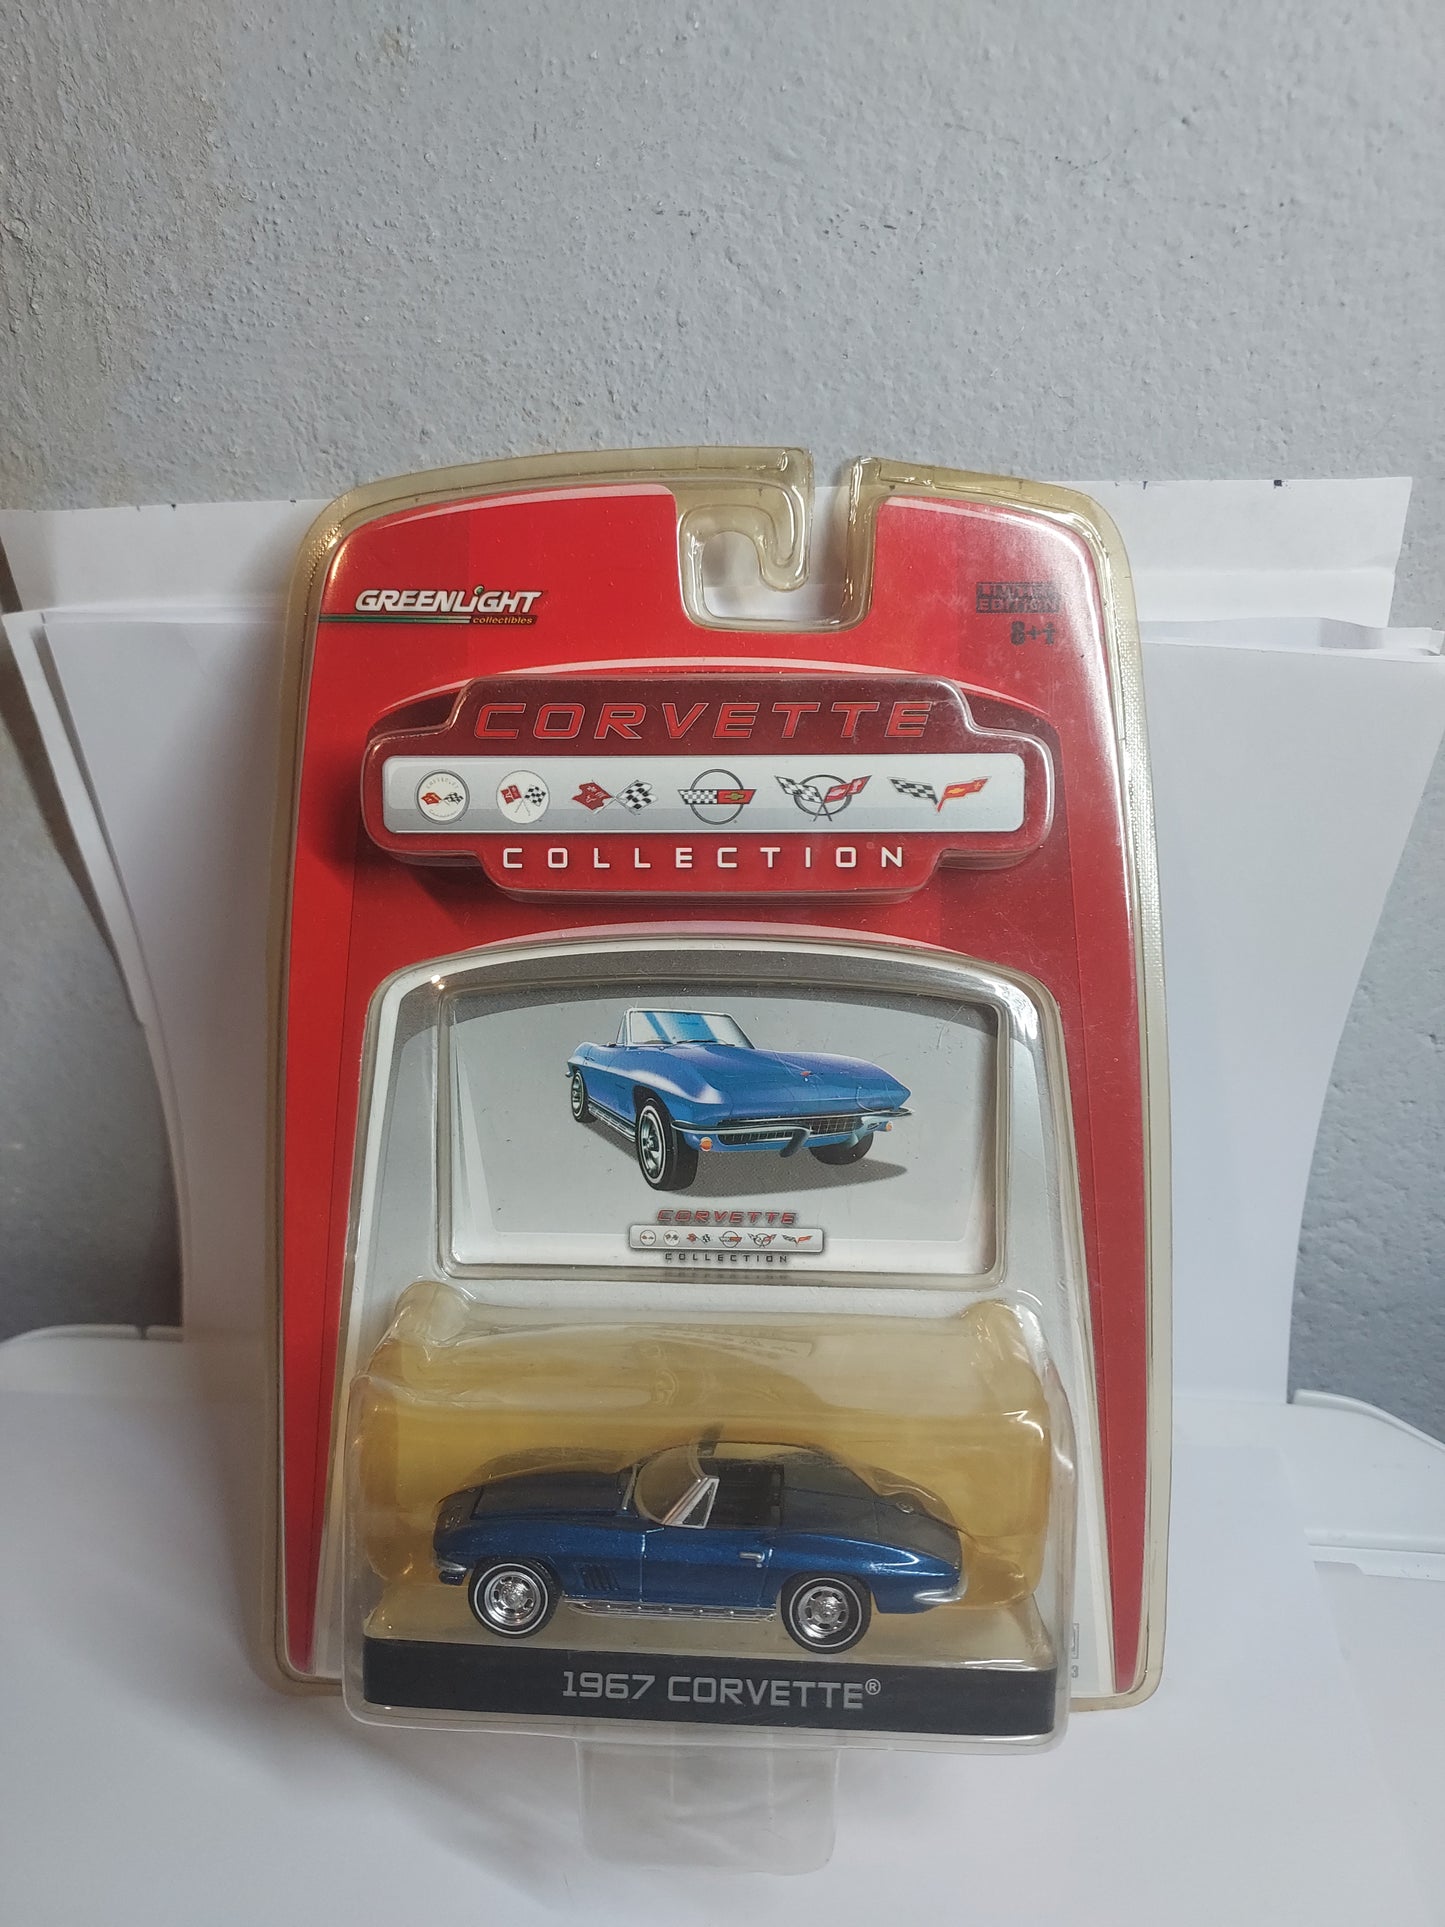 GREENLIGHT
collectibles
LIMITED
EDITION
8+
CORVETTE
COLLECTION
CORVETTE
COLLECTION
1967 CORVETTE®